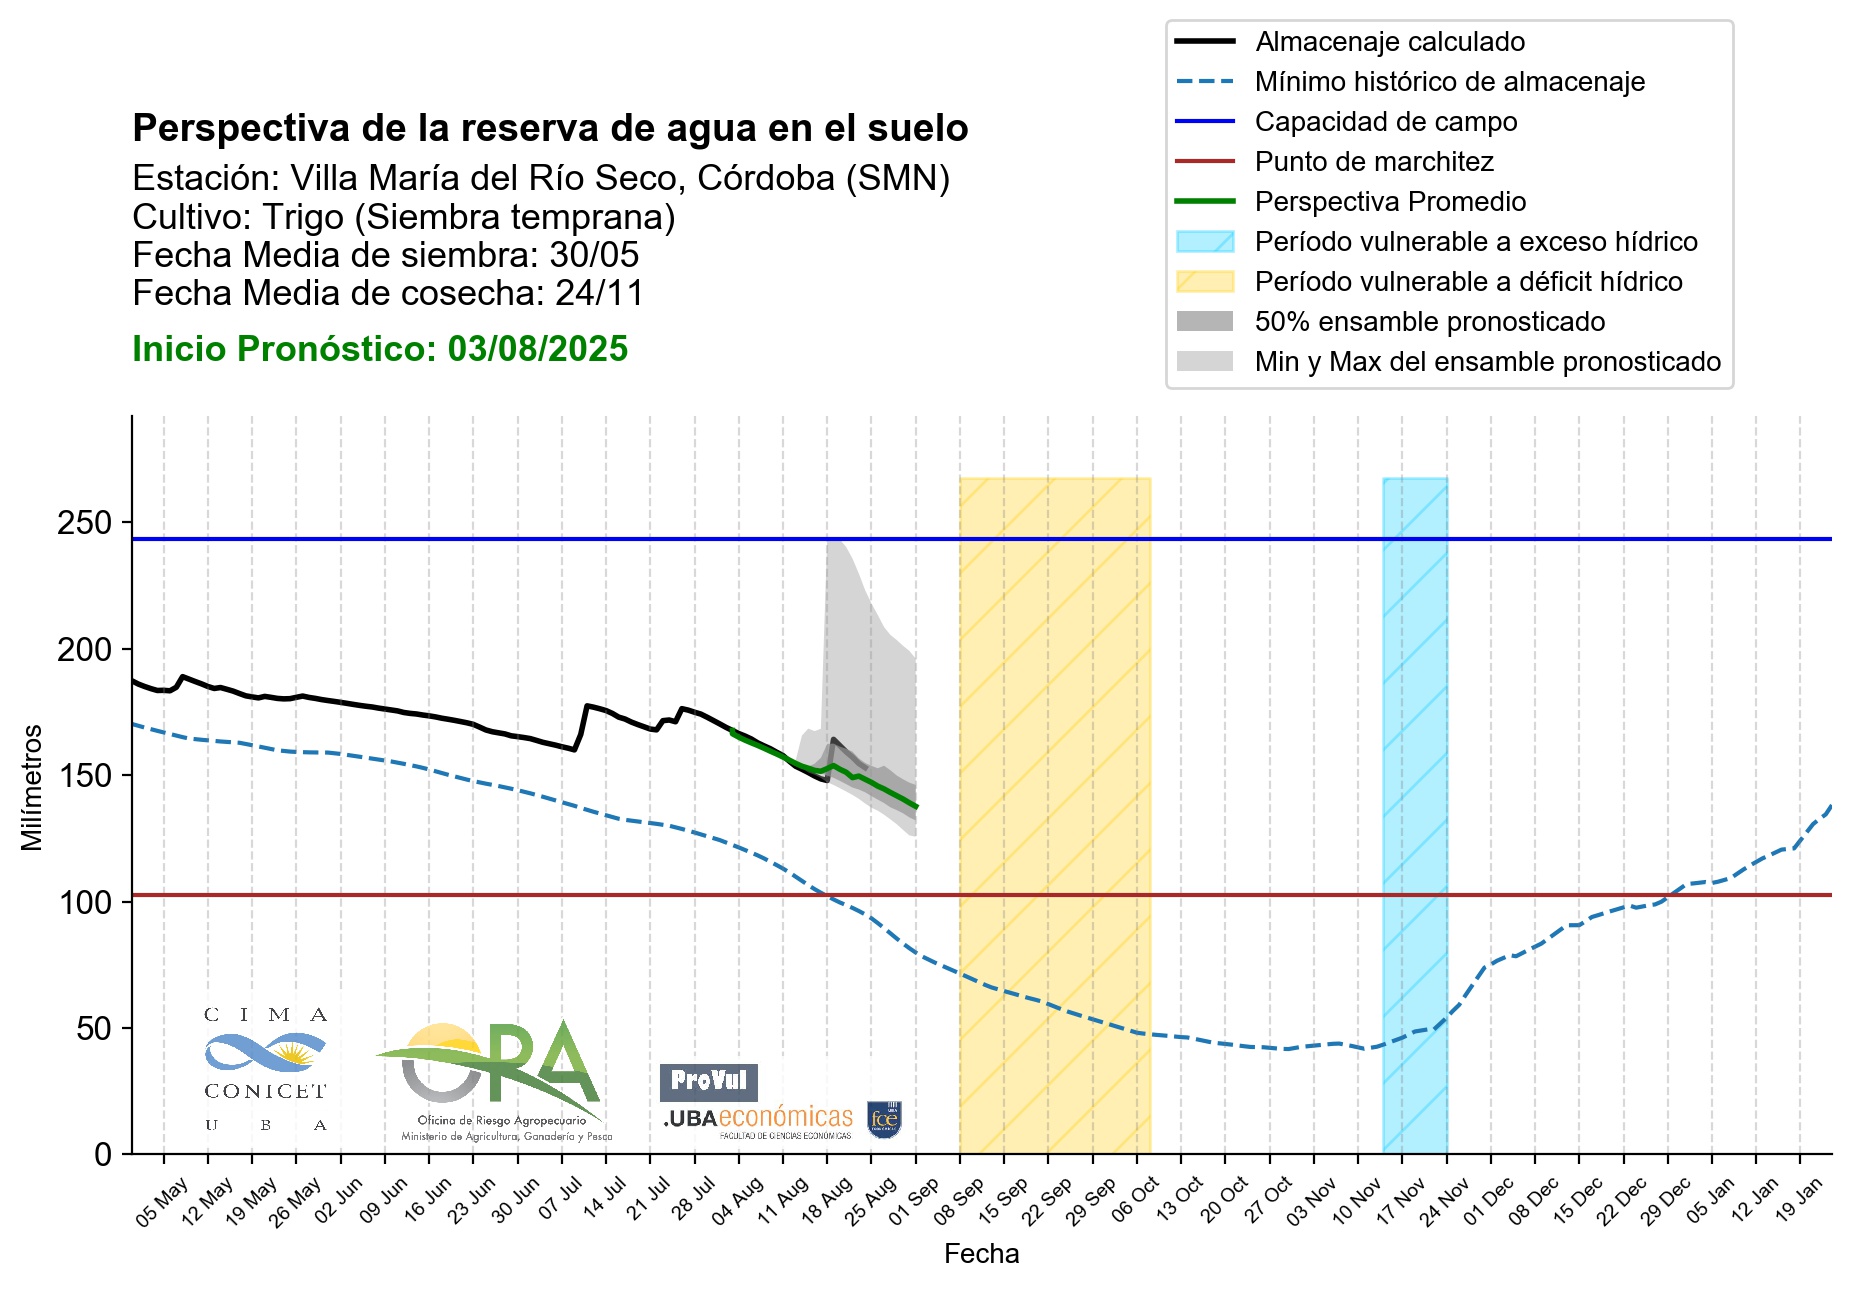 Almacenaje calculado
Mínimo histórico de almacenaje
Capacidad de campo
Punto de marchitez
Perspectiva Promedio
Período vulnerable a exceso hídrico
Período vulnerable a déficit hídrico
50% ensamble pronosticado
Min y Max del ensamble pronosticado
Perspectiva de la reserva de agua en el suelo
Estación: Villa María del Río Seco, Córdoba (SMN)
Cultivo: Trigo (Siembra temprana)
Fecha Media de siembra: 30/05
Fecha Media de cosecha: 24/11
Inicio Pronóstico: 03/08/2025
Milímetros
250
200
150
100
50
0
CIMA
CONICET
UBA
ORA
Oficina de Riesgo Agropecuario
Ministerio de Agricultura, Ganadería y Pesca
ProVul
.UBAeconómicas
FACULTAD DE CIENCIAS ECONÓMICAS
fce
05 May 12 May 19 May 26 May 02 Jun 09 Jun 16 Jun 23 Jun 30 Jun 07 Jul 14 Jul 21 Jul 28 Jul 04 Aug 11 Aug 18 Aug 25 Aug 01 Sep 08 Sep 15 Sep 22 Sep 29 Sep 06 Oct 13 Oct 20 Oct 27 Oct 03 Nov 10 Nov 17 Nov 24 Nov 01 Dec 08 Dec 15 Dec 22 Dec 29 Dec 05 Jan 12 Jan 19 Jan
Fecha